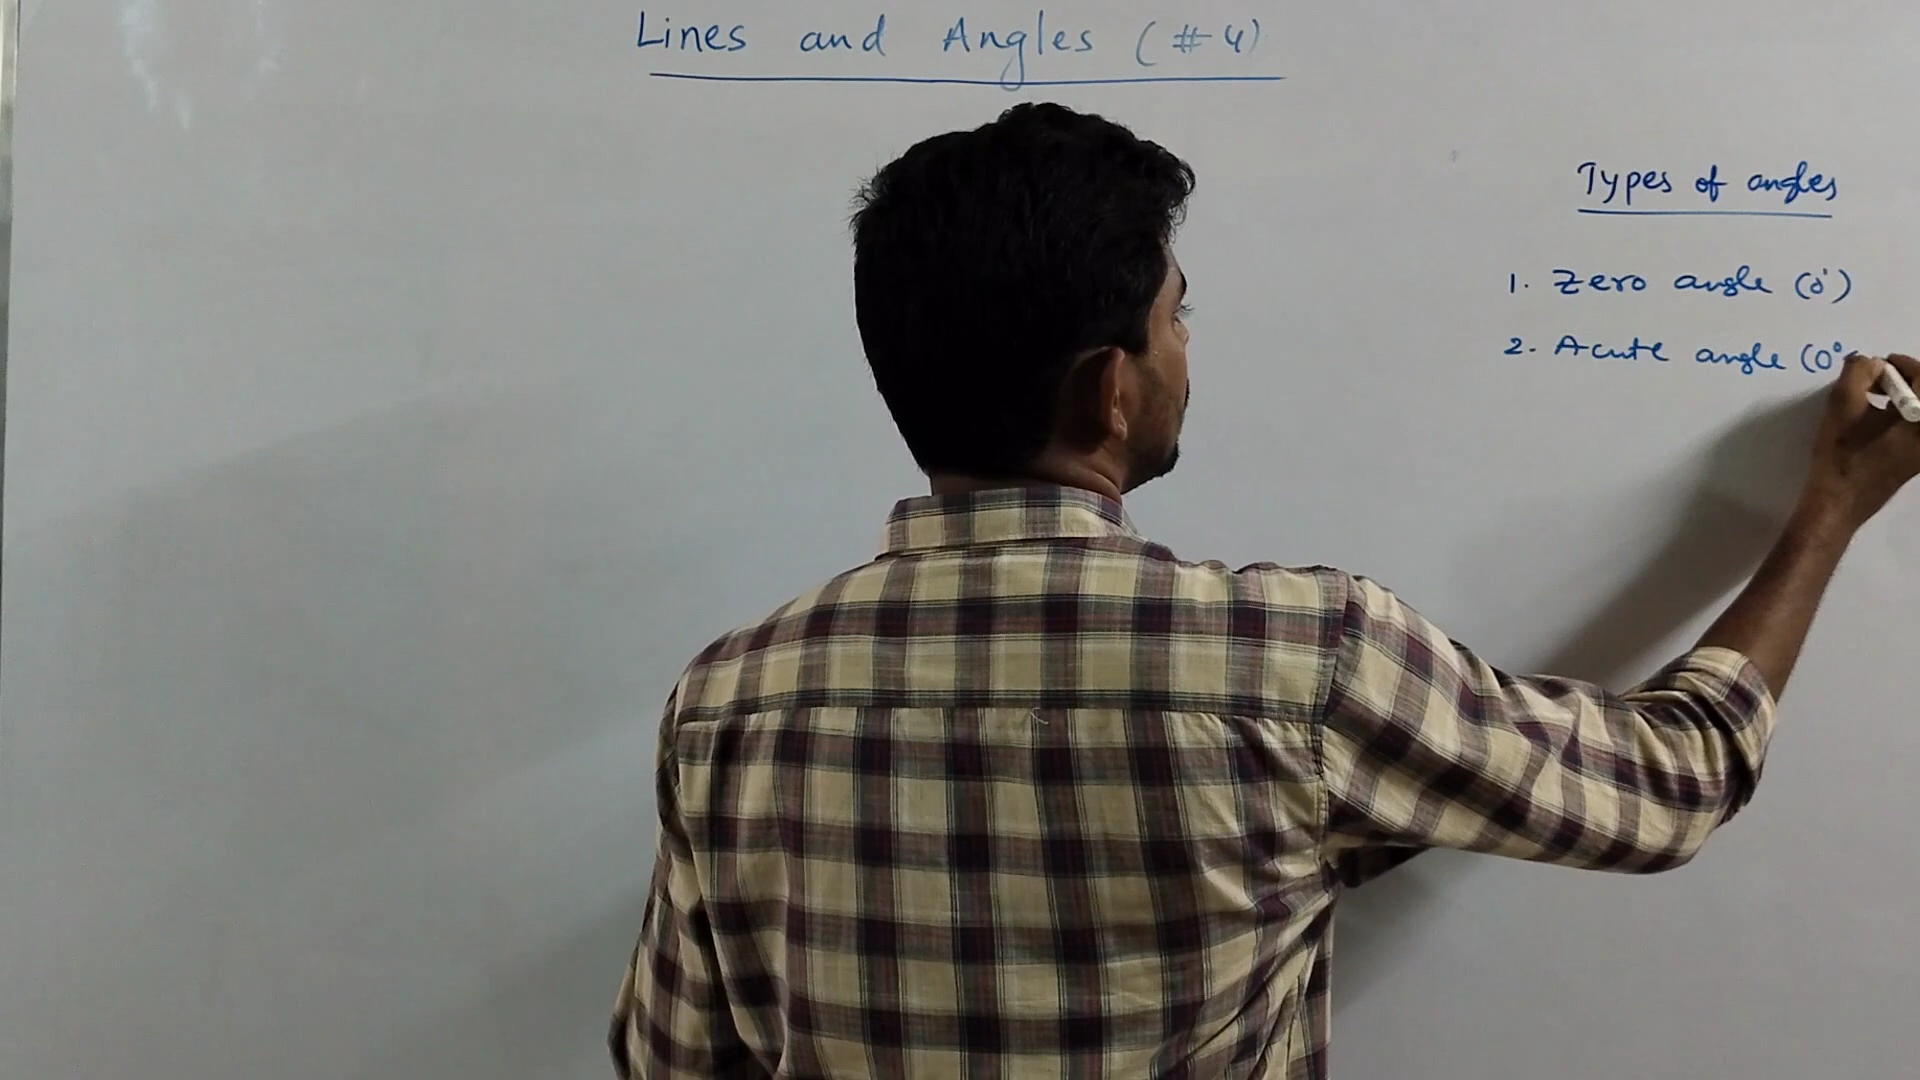 Lines and Angles (#4)
Types of angles
1. Zero angle (0°)
2. Acute angle (0°<